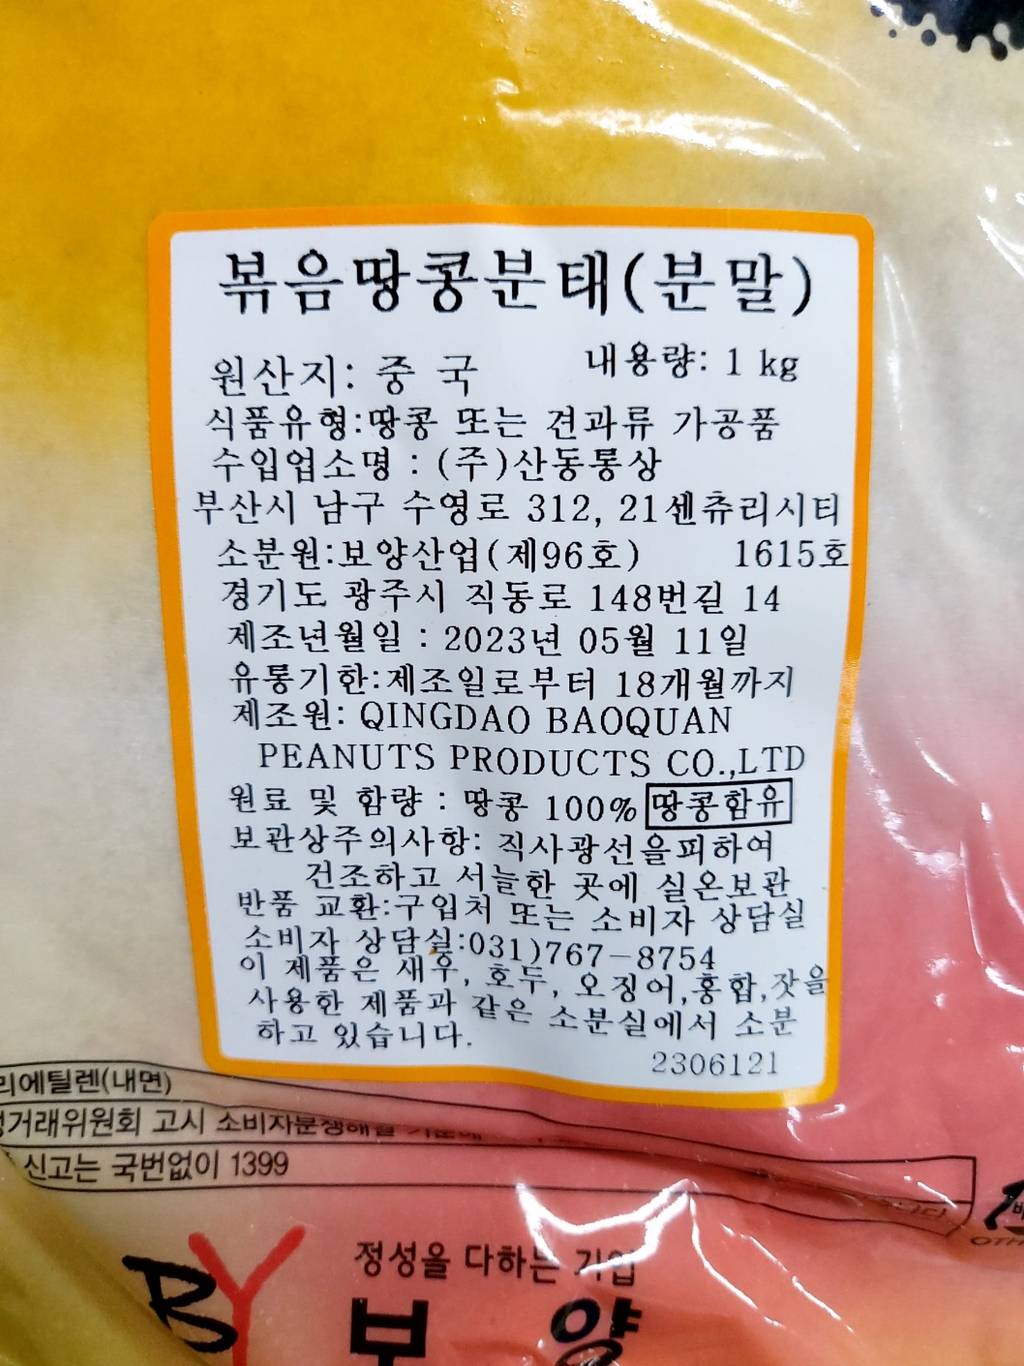 볶음땅콩분태(분말)
원산지: 중 국 내용량: 1 kg
식품유형:땅콩 또는 견과류 가공품
수입업소명 : (주)산동통상
부산시 남구 수영로 312, 21센츄리시티
소분원:보양산업(제96호) 1615호
경기도 광주시 직동로 148번길 14
제조년월일 : 2023년 05월 11일
유통기한:제조일로부터 18개월까지
제조원: QINGDAO BAOQUAN
PEANUTS PRODUCTS CO.,LTD
원료 및 함량 : 땅콩 100% 땅콩함유
보관상주의사항: 직사광선을피하여
건조하고 서늘한 곳에 실온보관
반품 교환:구입처 또는 소비자 상담실
소비자 상담실:031)767-8754
이 제품은 새우, 호두, 오징어,홍합,잣을
사용한 제품과 같은 소분실에서 소분
하고 있습니다.
2306121
리에틸렌(내면)
거래위원회 고시 소비자분쟁해결
신고는 국번없이 1399
정성을 다하는 기업
BY 보양